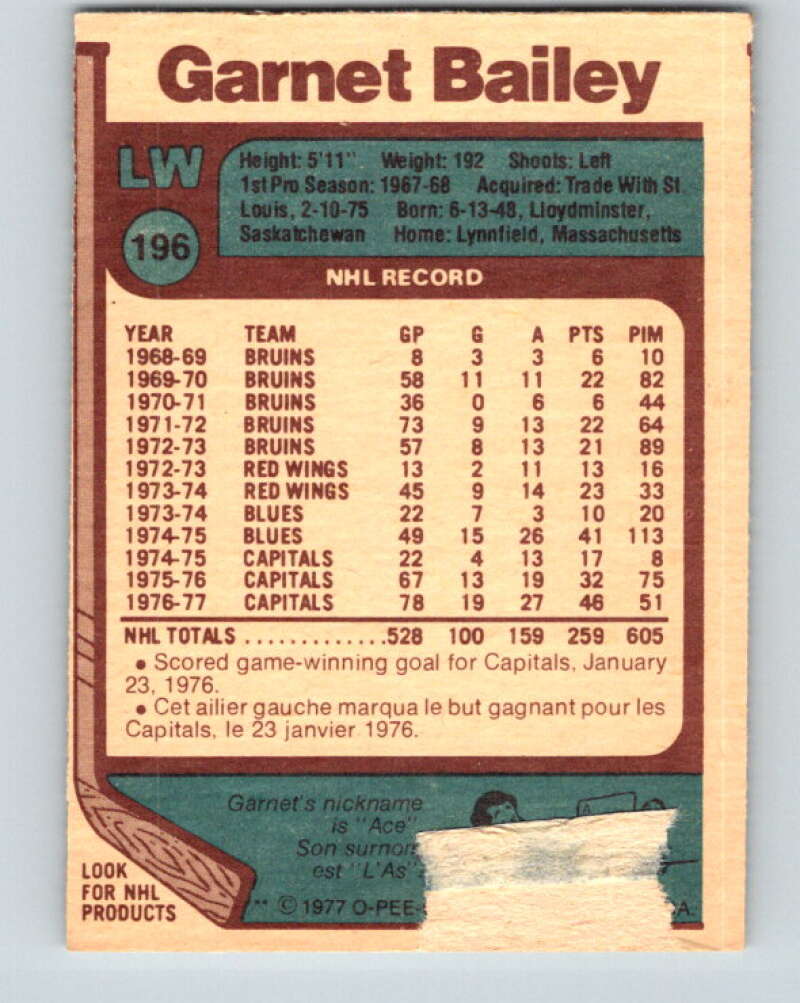 Garnet Bailey
LW
Height: 5'11" Weight: 192 Shoots: Left
1st Pro Season: 1967-68 Acquired: Trade With St.
Louis, 2-10-75 Born: 6-13-48, Lloydminster,
Saskatchewan Home: Lynnfield, Massachusetts
196
NHL RECORD
YEAR TEAM GP G A PTS PIM
1968-69 BRUINS 8 3 3 6 10
1969-70 BRUINS 58 11 11 22 82
1970-71 BRUINS 36 0 6 6 44
1971-72 BRUINS 73 9 13 22 64
1972-73 BRUINS 57 8 13 21 89
1972-73 RED WINGS 13 2 11 13 16
1973-74 RED WINGS 45 9 14 23 33
1973-74 BLUES 22 7 3 10 20
1974-75 BLUES 49 15 26 41 113
1974-75 CAPITALS 22 4 13 17 8
1975-76 CAPITALS 67 13 19 32 75
1976-77 CAPITALS 78 19 27 46 51
NHL TOTALS .............528 100 159 259 605
• Scored game-winning goal for Capitals, January
23, 1976.
• Cet ailier gauche marqua le but gagnant pour les
Capitals, le 23 janvier 1976.
Garnet's nickname
is "Ace"
Son surnom
est "L'As"
A
LOOK
FOR NHL
PRODUCTS
© 1977 O-PEE-
A.